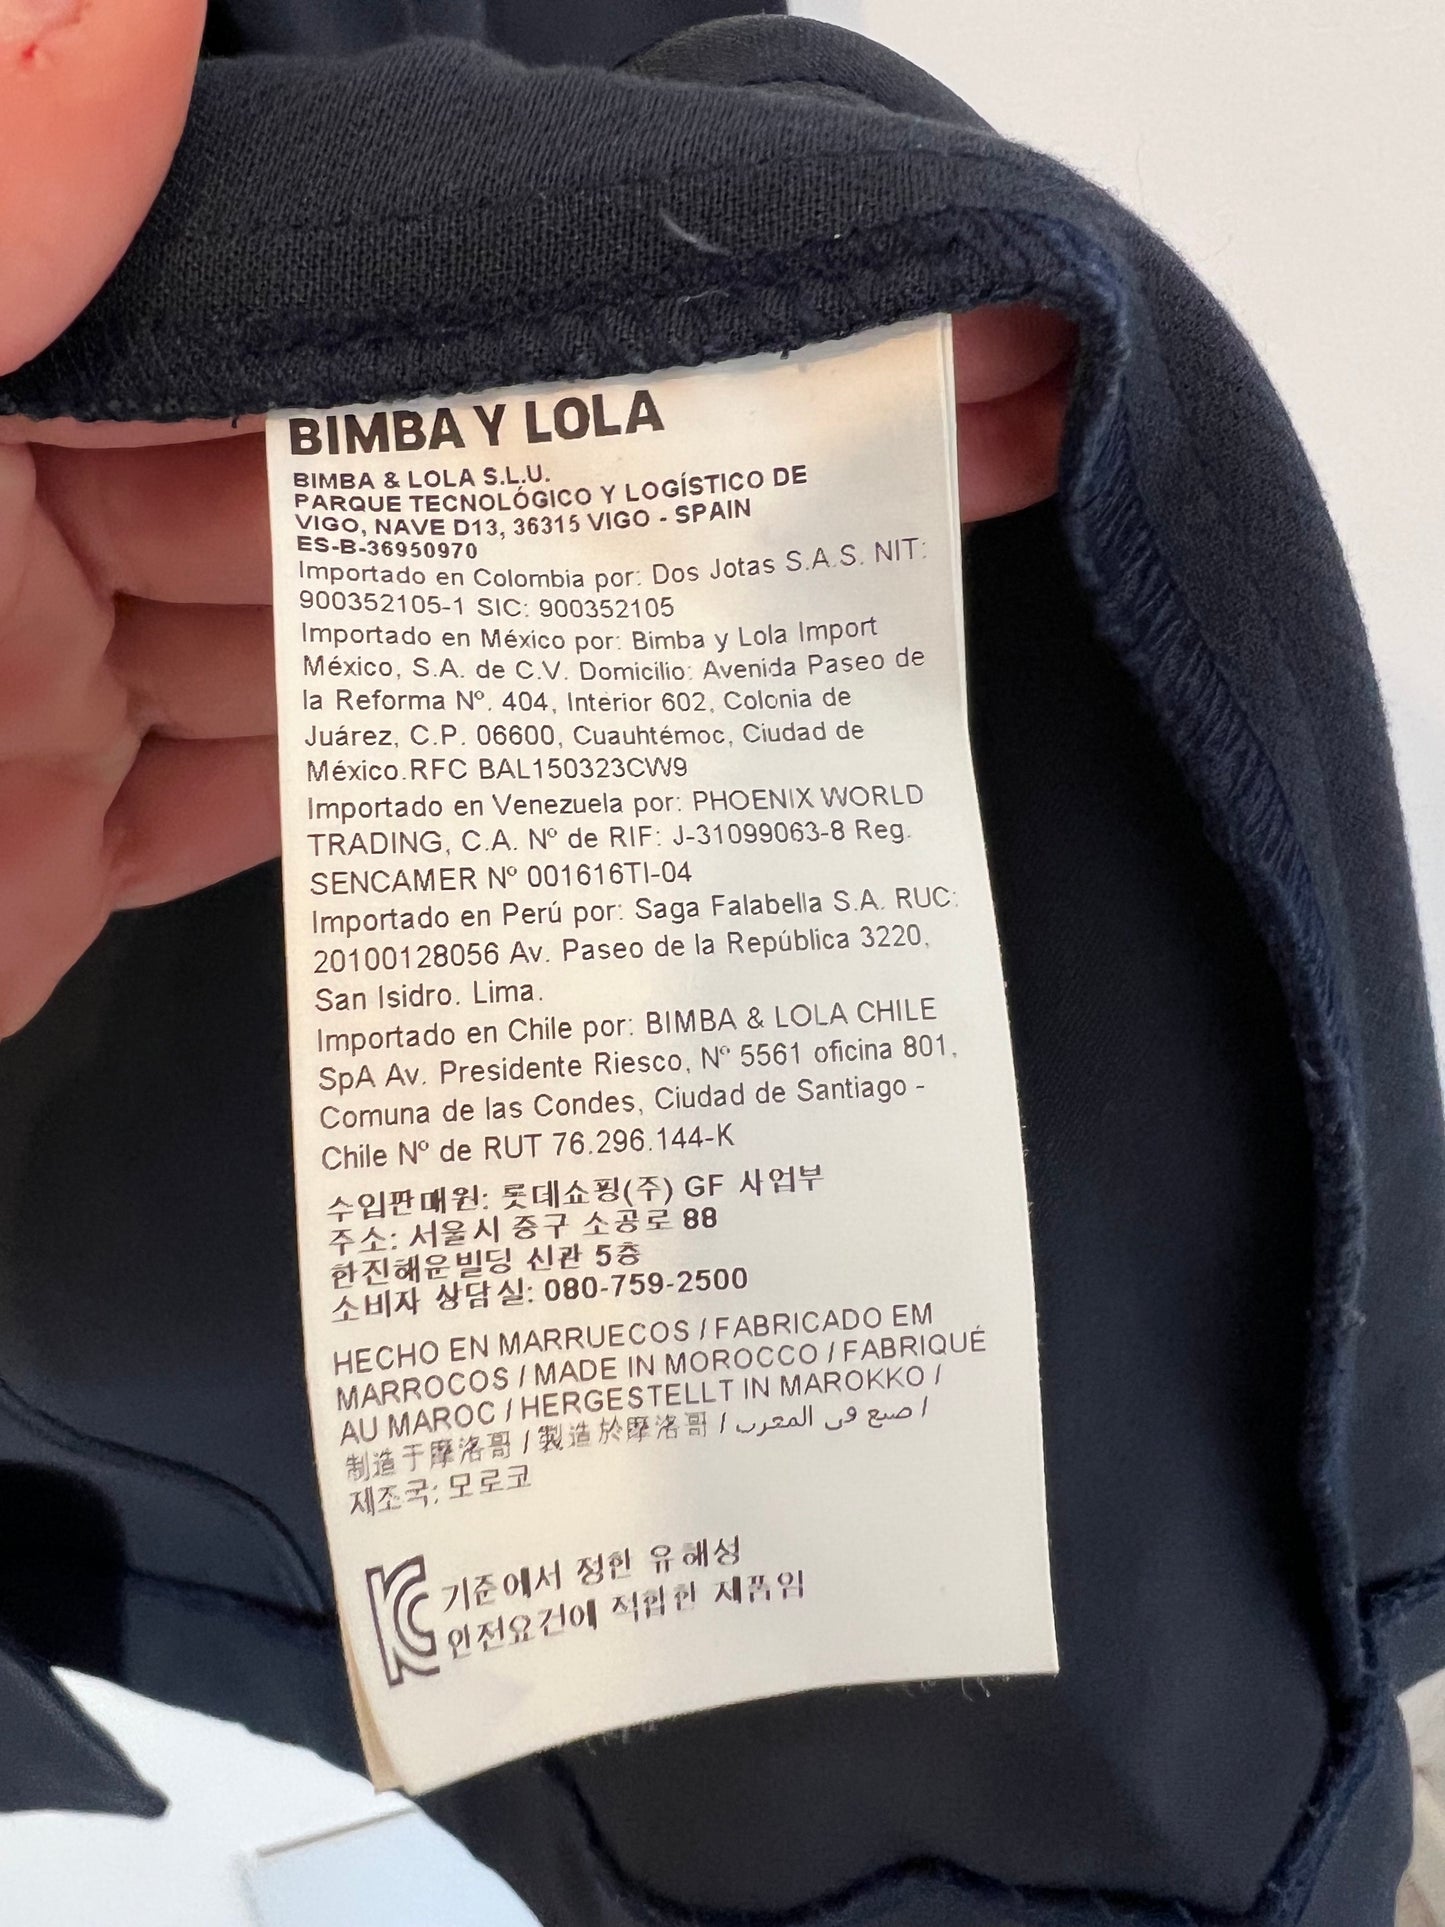 BIMBA Y LOLA
BIMBA & LOLA S.L.U.
PARQUE TECNOLÓGICO Y LOGÍSTICO DE
VIGO, NAVE D13, 36315 VIGO - SPAIN
ES-B-36950970
Importado en Colombia por: Dos Jotas S.A.S. NIT:
900352105-1 SIC: 900352105
Importado en México por: Bimba y Lola Import
México, S.A. de C.V. Domicilio: Avenida Paseo de
la Reforma Nº. 404, Interior 602, Colonia de
Juárez, C.P. 06600, Cuauhtémoc, Ciudad de
México.RFC BAL150323CW9
Importado en Venezuela por: PHOENIX WORLD
TRADING, C.A. Nº de RIF: J-31099063-8 Reg.
SENCAMER Nº 001616TI-04
Importado en Perú por: Saga Falabella S.A. RUC:
20100128056 Av. Paseo de la República 3220,
San Isidro. Lima.
Importado en Chile por: BIMBA & LOLA CHILE
SpA Av. Presidente Riesco, Nº 5561 oficina 801,
Comuna de las Condes, Ciudad de Santiago -
Chile Nº de RUT 76.296.144-K
수입판매원: 롯데쇼핑(주) GF 사업부
주소: 서울시 중구 소공로 88
한진해운빌딩 신관 5층
소비자 상담실: 080-759-2500
HECHO EN MARRUECOS / FABRICADO EM
MARROCOS / MADE IN MOROCCO / FABRIQUÉ
AU MAROC / HERGESTELLT IN MAROKKO /
制造于摩洛哥 / 製造於摩洛哥 / صنع في المغرب /
제조국: 모로코
KC 기준에서 정한 유해성
안전요건에 적합한 제품임